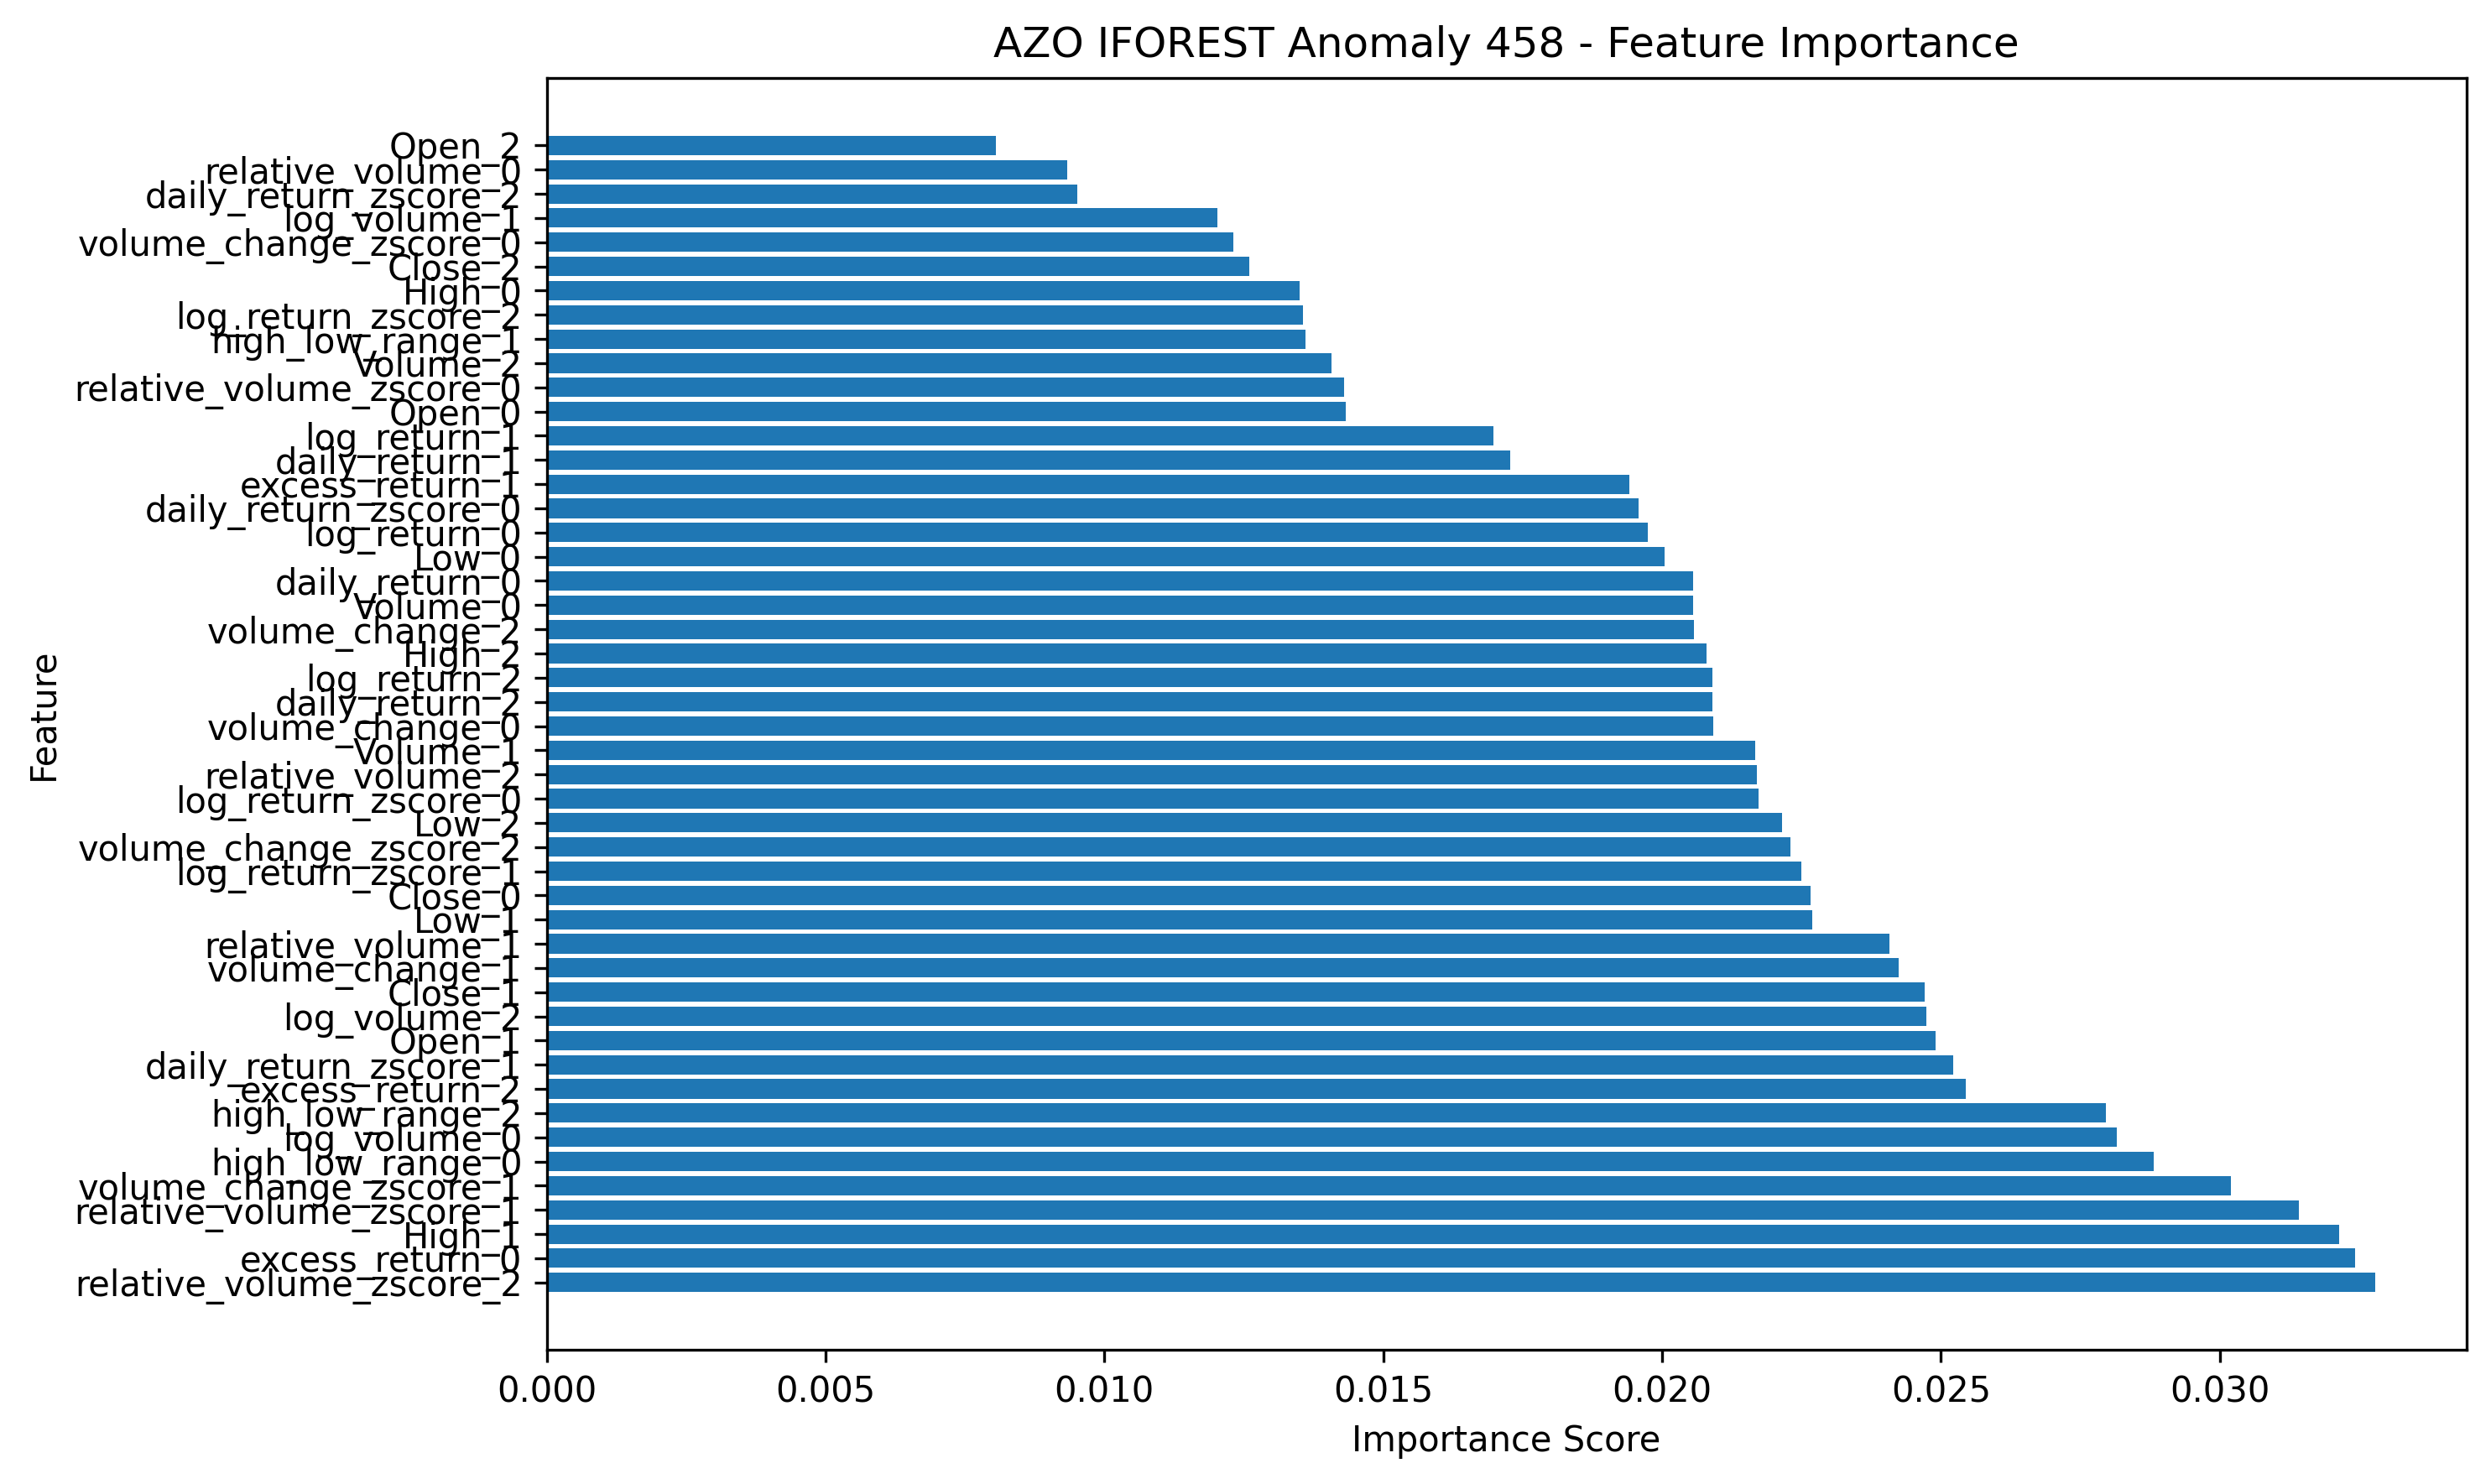 AZO IFOREST Anomaly 458 - Feature Importance
Open_2
relative_volume_0
daily_return_zscore_2
log_volume_1
volume_change_zscore_0
Close_2
High_0
log_return_zscore_2
high_low_range_1
Volume_2
relative_volume_zscore_0
Open_0
log_return_1
daily_return_1
excess_return_1
daily_return_zscore_0
log_return_0
Low_0
daily_return_0
Volume_0
volume_change_2
High_2
log_return_2
daily_return_2
volume_change_0
Volume_1
relative_volume_2
log_return_zscore_0
Low_2
volume_change_zscore_2
log_return_zscore_1
Close_0
Low_1
relative_volume_1
volume_change_1
Close_1
log_volume_2
Open_1
daily_return_zscore_1
excess_return_2
high_low_range_2
log_volume_0
high_low_range_0
volume_change_zscore_1
relative_volume_zscore_1
High_1
excess_return_0
relative_volume_zscore_2
Feature
0.000 0.005 0.010 0.015 0.020 0.025 0.030
Importance Score